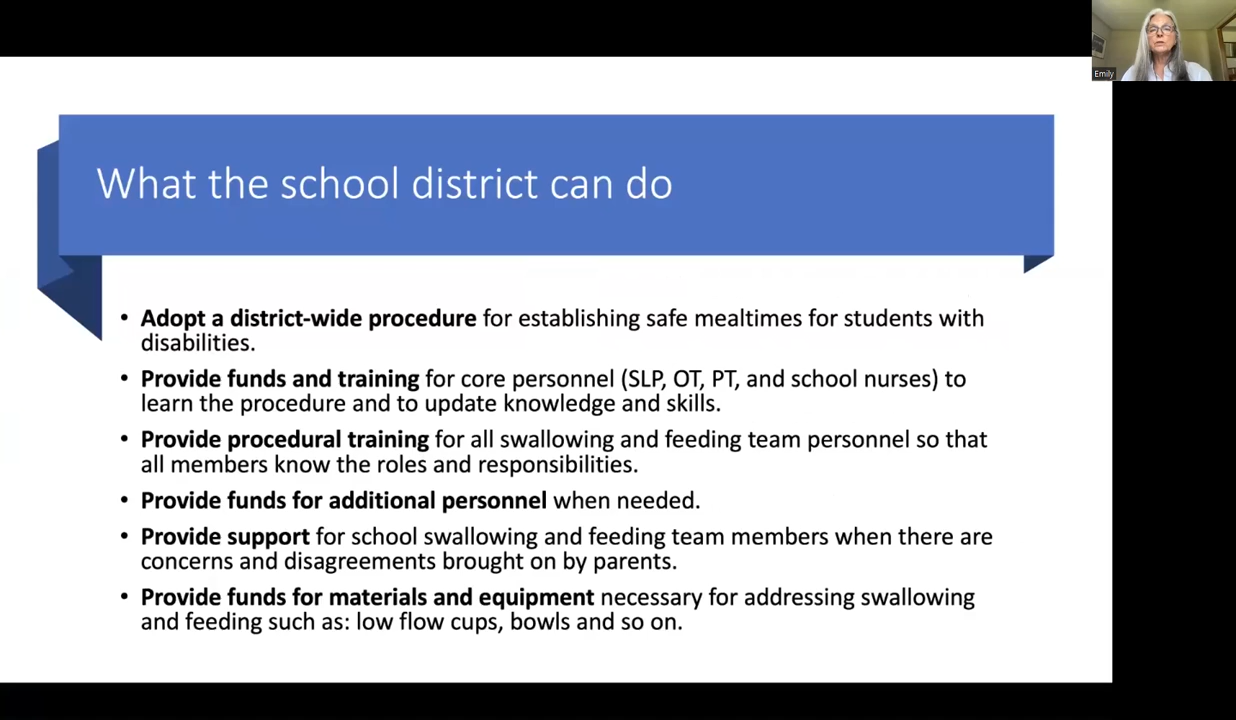 Emily
What the school district can do
• Adopt a district-wide procedure for establishing safe mealtimes for students with
disabilities.
• Provide funds and training for core personnel (SLP, OT, PT, and school nurses) to
learn the procedure and to update knowledge and skills.
• Provide procedural training for all swallowing and feeding team personnel so that
all members know the roles and responsibilities.
• Provide funds for additional personnel when needed.
• Provide support for school swallowing and feeding team members when there are
concerns and disagreements brought on by parents.
• Provide funds for materials and equipment necessary for addressing swallowing
and feeding such as: low flow cups, bowls and so on.